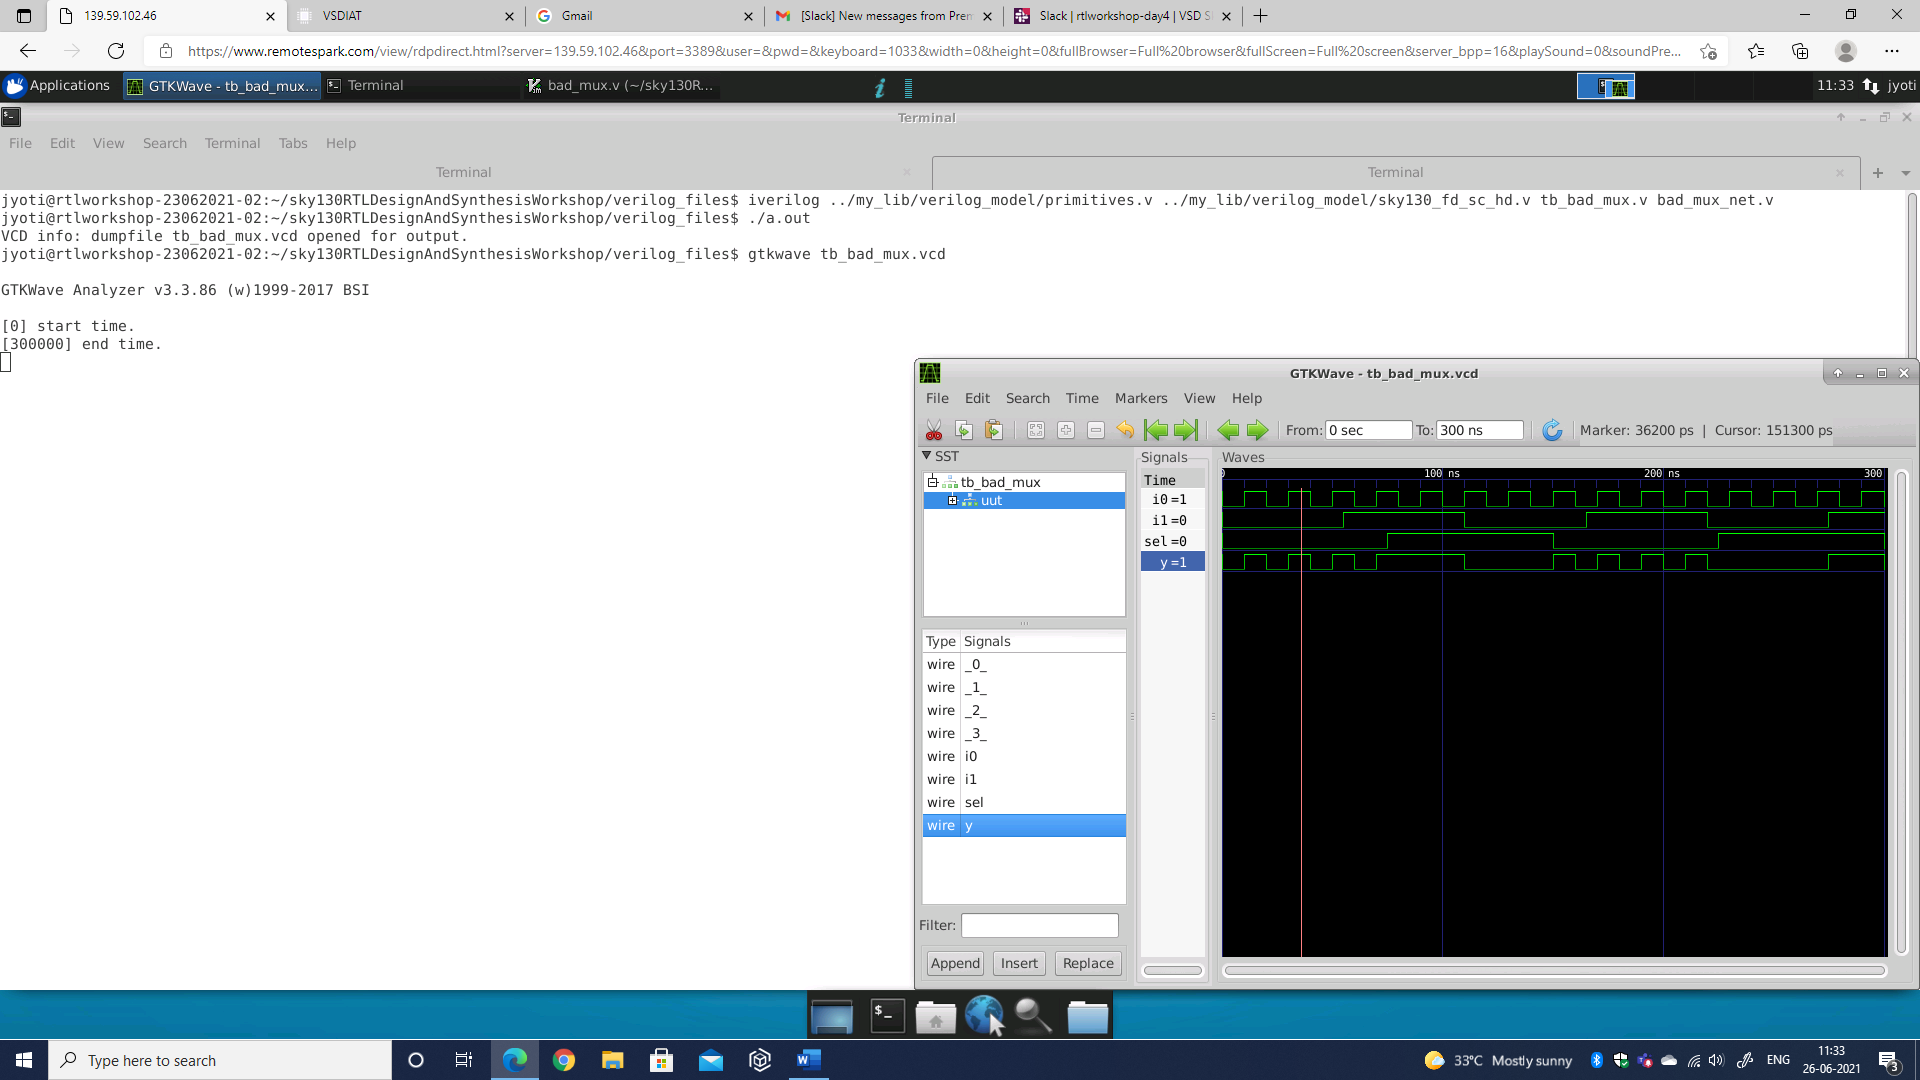 139.59.102.46
VSDIAT
Gmail
[Slack] New messages from Prem
Slack | rtlworkshop-day4 | VSD S
https://www.remotespark.com/view/rdpdirect.html?server=139.59.102.46&port=3389&user=&pwd=&keyboard=1033&width=0&height=0&fullBrowser=Full%20browser&fullScreen=Full%20screen&server_bpp=16&playSound=0&soundPre...
Applications
GTKWave - tb_bad_mux...
Terminal
bad_mux.v (~/sky130R...
11:33
jyoti
Terminal
File Edit View Search Terminal Tabs Help
Terminal
Terminal
jyoti@rtlworkshop-23062021-02:~/sky130RTLDesignAndSynthesisWorkshop/verilog_files$ iverilog ../my_lib/verilog_model/primitives.v ../my_lib/verilog_model/sky130_fd_sc_hd.v tb_bad_mux.v bad_mux_net.v
jyoti@rtlworkshop-23062021-02:~/sky130RTLDesignAndSynthesisWorkshop/verilog_files$ ./a.out
VCD info: dumpfile tb_bad_mux.vcd opened for output.
jyoti@rtlworkshop-23062021-02:~/sky130RTLDesignAndSynthesisWorkshop/verilog_files$ gtkwave tb_bad_mux.vcd
GTKWave Analyzer v3.3.86 (w)1999-2017 BSI
[0] start time.
[300000] end time.
GTKWave - tb_bad_mux.vcd
File Edit Search Time Markers View Help
From: 0 sec To: 300 ns Marker: 36200 ps | Cursor: 151300 ps
SST
tb_bad_mux
uut
Type Signals
wire _0_
wire _1_
wire _2_
wire _3_
wire i0
wire i1
wire sel
wire y
Filter:
Append Insert Replace
Signals
Time
i0 =1
i1 =0
sel =0
y =1
Waves
0 100 ns 200 ns 300
Type here to search
33°C Mostly sunny
ENG
11:33
26-06-2021
3